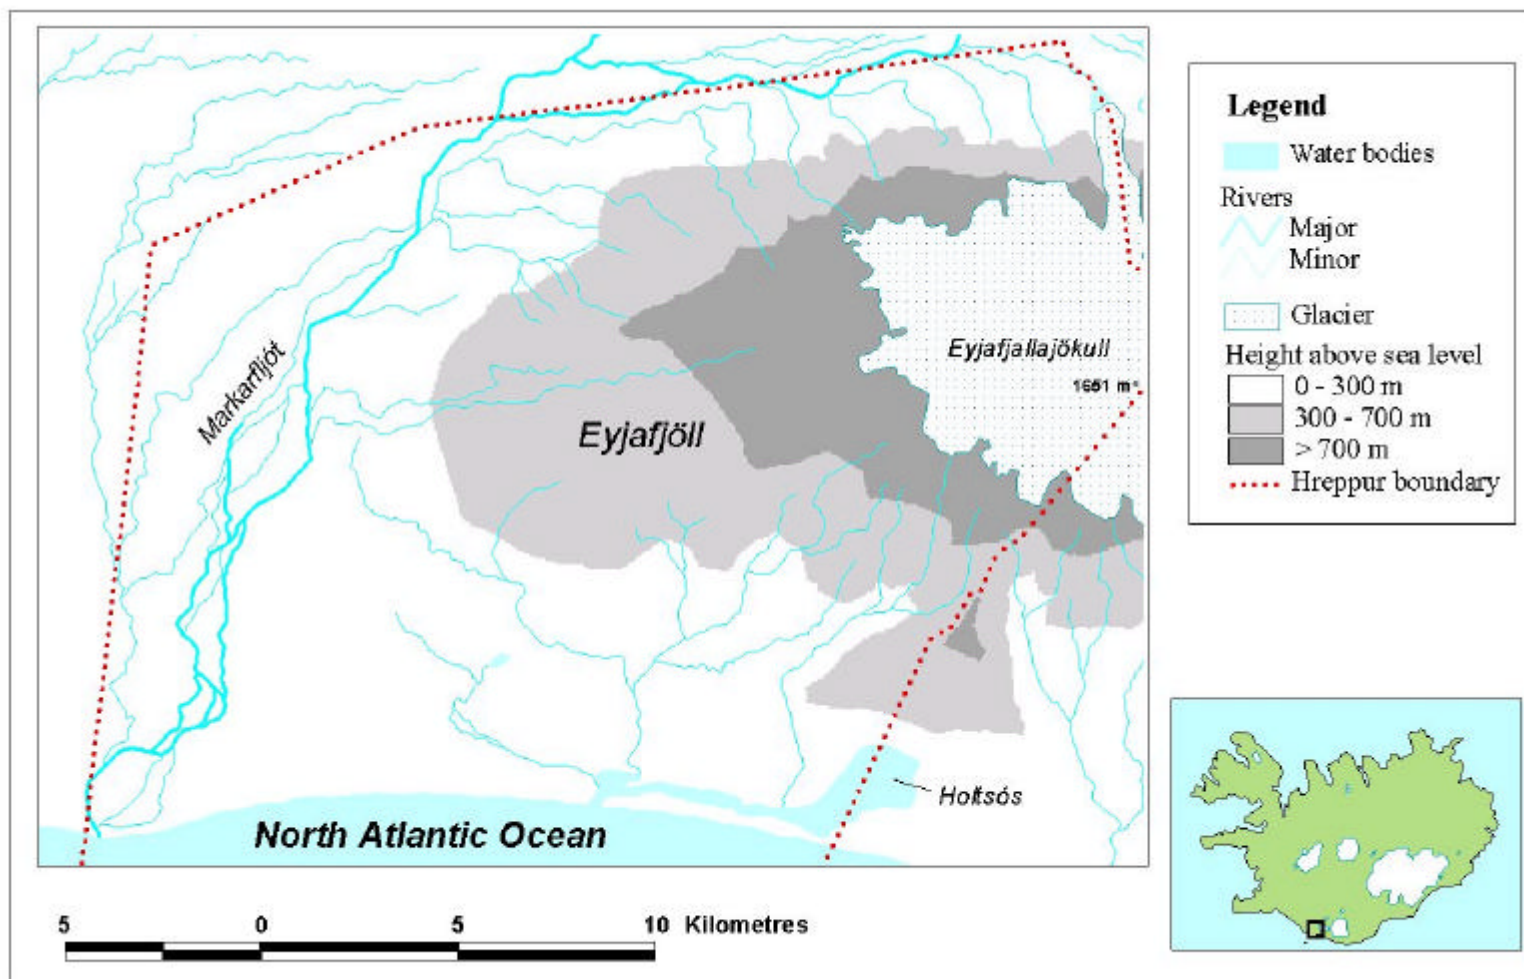 Legend
Water bodies
Rivers
Major
Minor
Glacier
Height above sea level
0 - 300 m
300 - 700 m
> 700 m
Hreppur boundary
Eyjafjallajökull
1651 m
Markarfljót
Eyjafjöll
Holtsós
North Atlantic Ocean
5 0 5 10 Kilometres